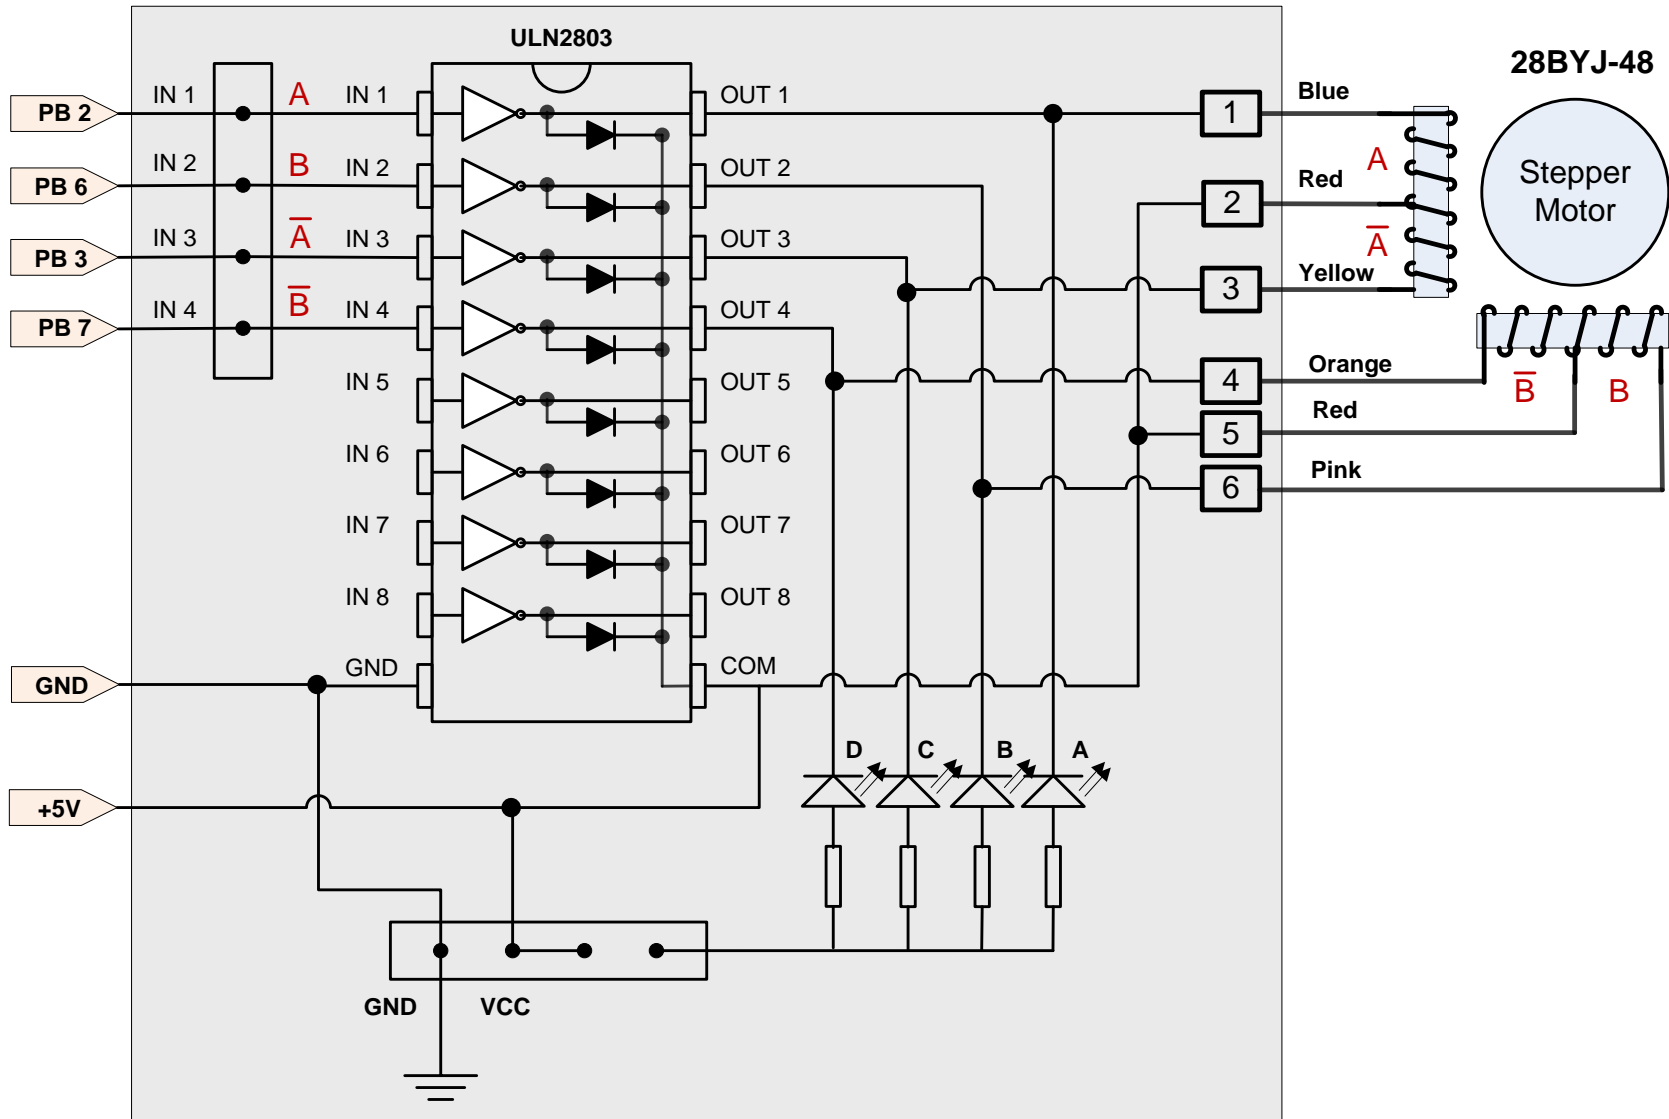 ULN2803
28BYJ-48
PB 2
IN 1
A
IN 1
OUT 1
1
Blue
PB 6
IN 2
B
IN 2
OUT 2
2
Red
A
Stepper
Motor
PB 3
IN 3
A̅
IN 3
OUT 3
3
Yellow
A̅
PB 7
IN 4
B̅
IN 4
OUT 4
4
Orange
B̅
B
IN 5
OUT 5
5
Red
IN 6
OUT 6
6
Pink
IN 7
OUT 7
IN 8
OUT 8
GND
GND
COM
D
C
B
A
+5V
GND
VCC